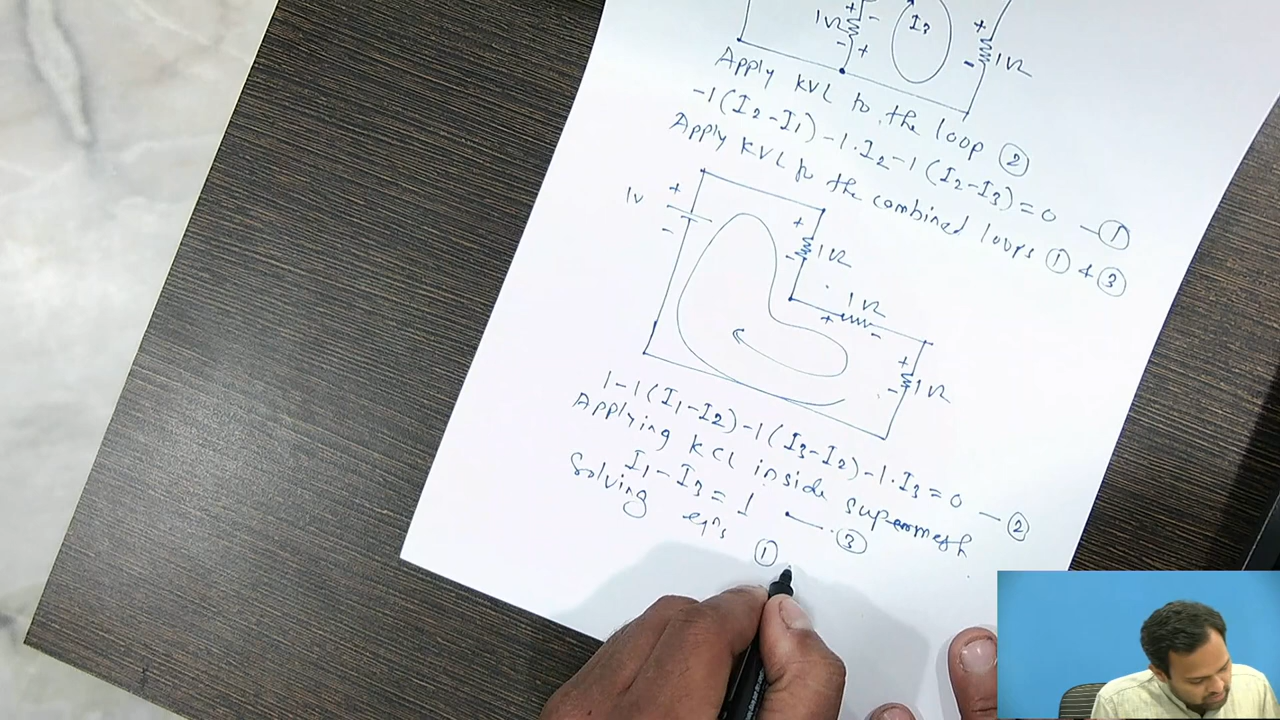 1Ω + - - + I3 + - 1Ω
Apply KVL to the loop ②
-1(I2-I1)-1.I2-1(I2-I3)=0 —①
Apply KVL for the combined loops ① & ③
1v + -
+ - 1Ω
1Ω + -
+ - 1Ω
1-1(I1-I2)-1(I3-I2)-1.I3=0 —②
Applying KCL inside supermesh
I1-I3=1 —③
Solving eqns ①